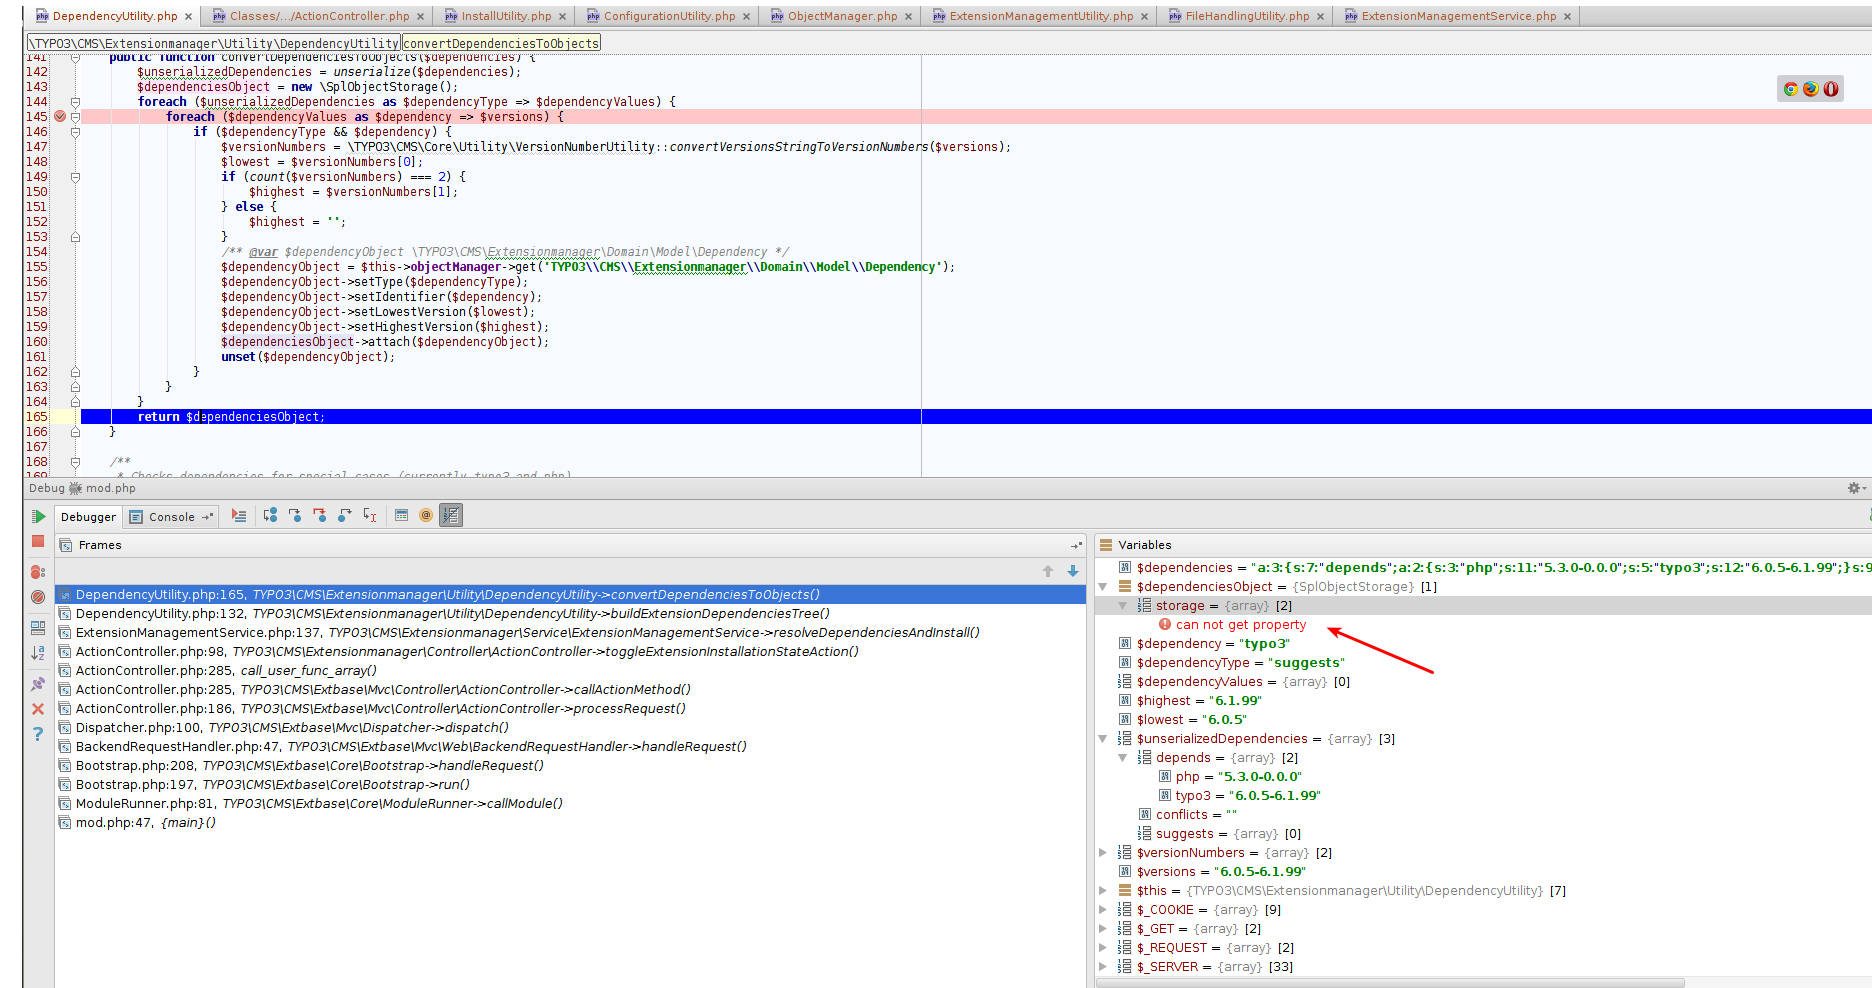 DependencyUtility.php × Classes/.../ActionController.php × InstallUtility.php × ConfigurationUtility.php × ObjectManager.php × ExtensionManagementUtility.php × FileHandlingUtility.php × ExtensionManagementService.php ×
\TYPO3\CMS\Extensionmanager\Utility\DependencyUtility convertDependenciesToObjects
141 public function convertDependenciesToObjects($dependencies) {
142 $unserializedDependencies = unserialize($dependencies);
143 $dependenciesObject = new \SplObjectStorage();
144 foreach ($unserializedDependencies as $dependencyType => $dependencyValues) {
145 foreach ($dependencyValues as $dependency => $versions) {
146 if ($dependencyType && $dependency) {
147 $versionNumbers = \TYPO3\CMS\Core\Utility\VersionNumberUtility::convertVersionsStringToVersionNumbers($versions);
148 $lowest = $versionNumbers[0];
149 if (count($versionNumbers) === 2) {
150 $highest = $versionNumbers[1];
151 } else {
152 $highest = '';
153 }
154 /** @var $dependencyObject \TYPO3\CMS\Extensionmanager\Domain\Model\Dependency */
155 $dependencyObject = $this->objectManager->get('TYPO3\\CMS\\Extensionmanager\\Domain\\Model\\Dependency');
156 $dependencyObject->setType($dependencyType);
157 $dependencyObject->setIdentifier($dependency);
158 $dependencyObject->setLowestVersion($lowest);
159 $dependencyObject->setHighestVersion($highest);
160 $dependenciesObject->attach($dependencyObject);
161 unset($dependencyObject);
162 }
163 }
164 }
165 return $dependenciesObject;
166 }
167
168 /**
169 * Checks dependencies for special cases (currently typo3 and php)
Debug mod.php
Debugger Console
Frames
DependencyUtility.php:165, TYPO3\CMS\Extensionmanager\Utility\DependencyUtility->convertDependenciesToObjects()
DependencyUtility.php:132, TYPO3\CMS\Extensionmanager\Utility\DependencyUtility->buildExtensionDependenciesTree()
ExtensionManagementService.php:137, TYPO3\CMS\Extensionmanager\Service\ExtensionManagementService->resolveDependenciesAndInstall()
ActionController.php:98, TYPO3\CMS\Extensionmanager\Controller\ActionController->toggleExtensionInstallationStateAction()
ActionController.php:285, call_user_func_array()
ActionController.php:285, TYPO3\CMS\Extbase\Mvc\Controller\ActionController->callActionMethod()
ActionController.php:186, TYPO3\CMS\Extbase\Mvc\Controller\ActionController->processRequest()
Dispatcher.php:100, TYPO3\CMS\Extbase\Mvc\Dispatcher->dispatch()
BackendRequestHandler.php:47, TYPO3\CMS\Extbase\Mvc\Web\BackendRequestHandler->handleRequest()
Bootstrap.php:208, TYPO3\CMS\Extbase\Core\Bootstrap->handleRequest()
Bootstrap.php:197, TYPO3\CMS\Extbase\Core\Bootstrap->run()
ModuleRunner.php:81, TYPO3\CMS\Extbase\Core\ModuleRunner->callModule()
mod.php:47, {main}()
Variables
$dependencies = "a:3:{s:7:"depends";a:2:{s:3:"php";s:11:"5.3.0-0.0.0";s:5:"typo3";s:12:"6.0.5-6.1.99";}s:9
$dependenciesObject = {SplObjectStorage} [1]
storage = {array} [2]
can not get property
$dependency = "typo3"
$dependencyType = "suggests"
$dependencyValues = {array} [0]
$highest = "6.1.99"
$lowest = "6.0.5"
$unserializedDependencies = {array} [3]
depends = {array} [2]
php = "5.3.0-0.0.0"
typo3 = "6.0.5-6.1.99"
conflicts = ""
suggests = {array} [0]
$versionNumbers = {array} [2]
$versions = "6.0.5-6.1.99"
$this = {TYPO3\CMS\Extensionmanager\Utility\DependencyUtility} [7]
$_COOKIE = {array} [9]
$_GET = {array} [2]
$_REQUEST = {array} [2]
$_SERVER = {array} [33]